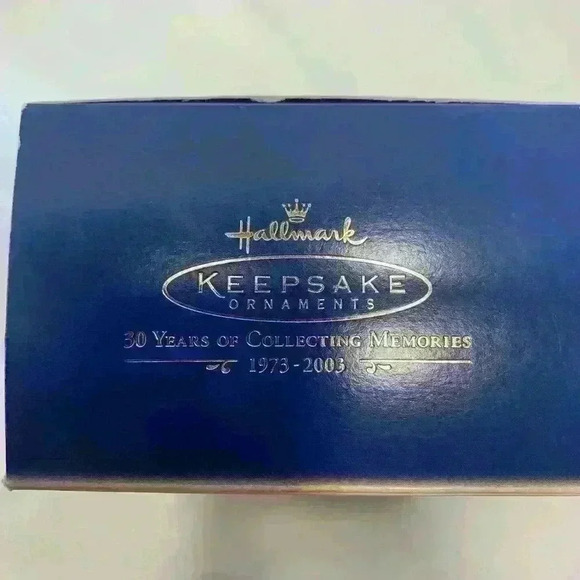 Hallmark
KEEPSAKE
ORNAMENTS
30 YEARS OF COLLECTING MEMORIES
1973-2003